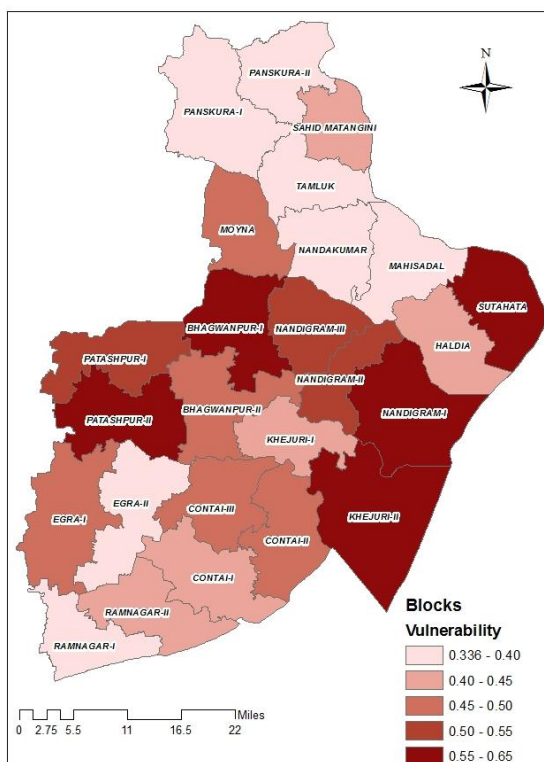 N
PANSKURA-II
PANSKURA-I
SAHID MATANGINI
TAMLUK
MOYNA
NANDAKUMAR
MAHISADAL
SUTAHATA
BHAGWANPUR-I
NANDIGRAM-III
HALDIA
PATASHPUR-I
NANDIGRAM-II
NANDIGRAM-I
PATASHPUR-II
BHAGWANPUR-II
KHEJURI-I
EGRA-II
EGRA-I
CONTAI-III
KHEJURI-II
CONTAI-II
CONTAI-I
RAMNAGAR-II
RAMNAGAR-I
Blocks
Vulnerability
0.336 - 0.40
0.40 - 0.45
0.45 - 0.50
0.50 - 0.55
0.55 - 0.65
Miles
0 2.75 5.5 11 16.5 22